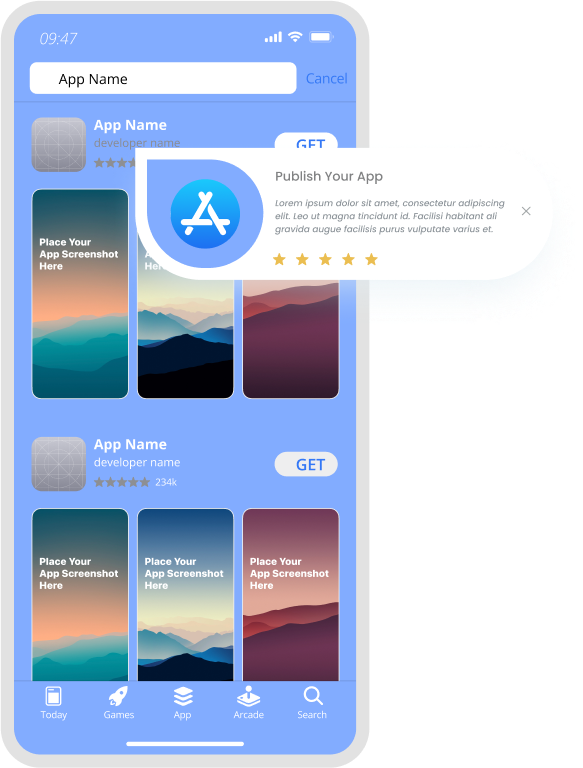 09:47
App Name
Cancel
App Name
developer name
GET
Publish Your App
Lorem ipsum dolor sit amet, consectetur adipiscing
elit. Leo ut magna tincidunt id. Facilisi habitant ali
gravida augue facilisis purus vulputate varius et.
Place Your
App Screenshot
Here
Here
App Name
developer name
234k
GET
Place Your
App Screenshot
Here
Place Your
App Screenshot
Here
Place Your
App Screenshot
Here
Today
Games
App
Arcade
Search